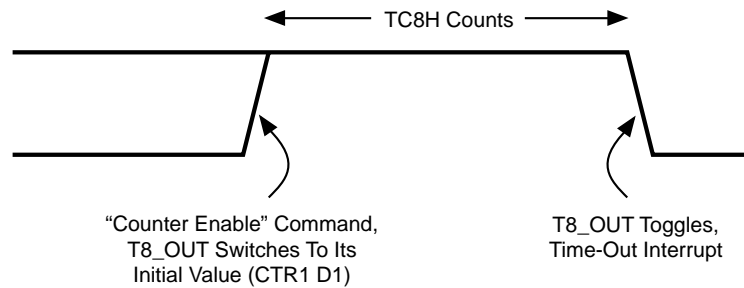 TC8H Counts
“Counter Enable” Command,
T8_OUT Switches To Its
Initial Value (CTR1 D1)
T8_OUT Toggles,
Time-Out Interrupt